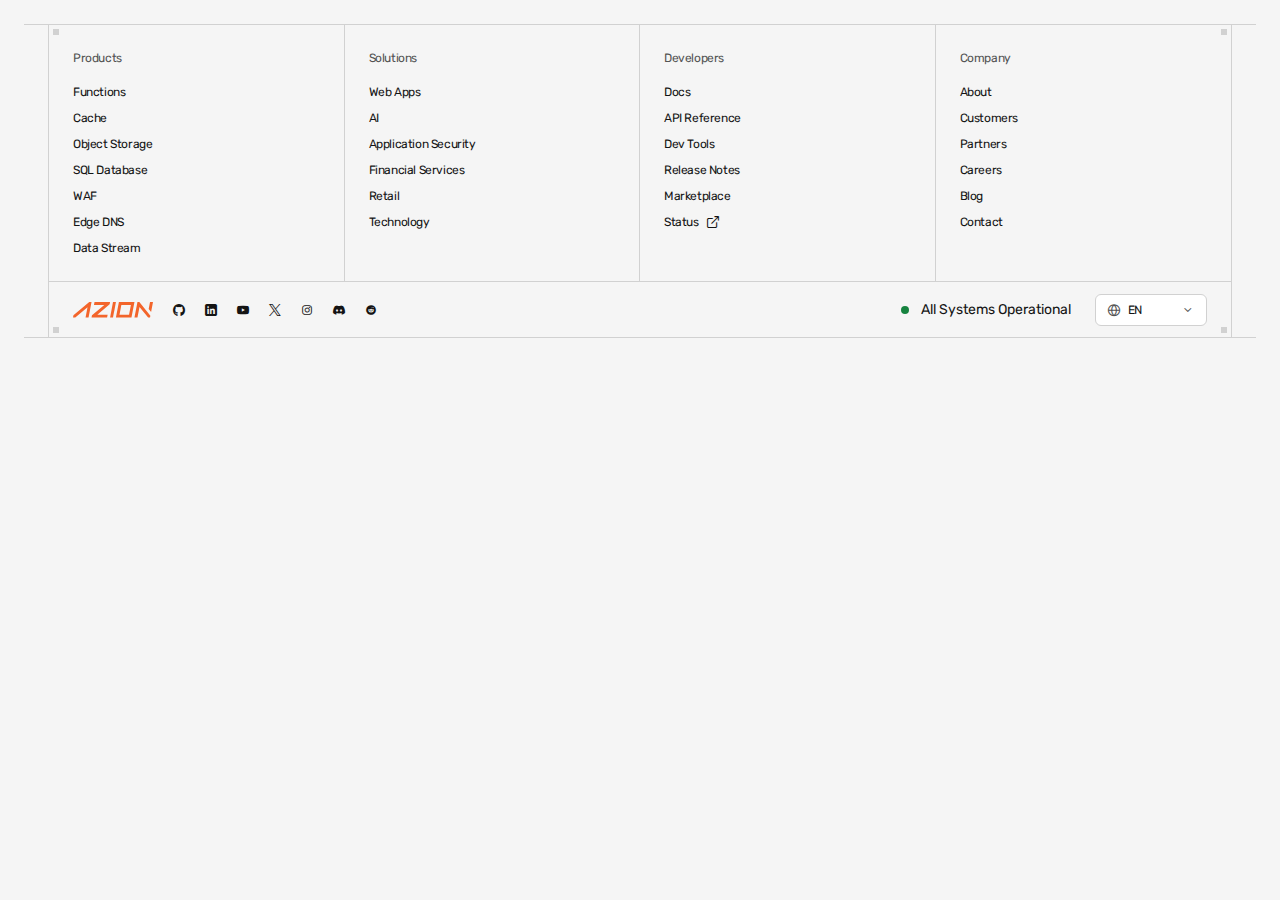 Products
Functions
Cache
Object Storage
SQL Database
WAF
Edge DNS
Data Stream
Solutions
Web Apps
AI
Application Security
Financial Services
Retail
Technology
Developers
Docs
API Reference
Dev Tools
Release Notes
Marketplace
Status
Company
About
Customers
Partners
Careers
Blog
Contact
AZION
All Systems Operational
EN